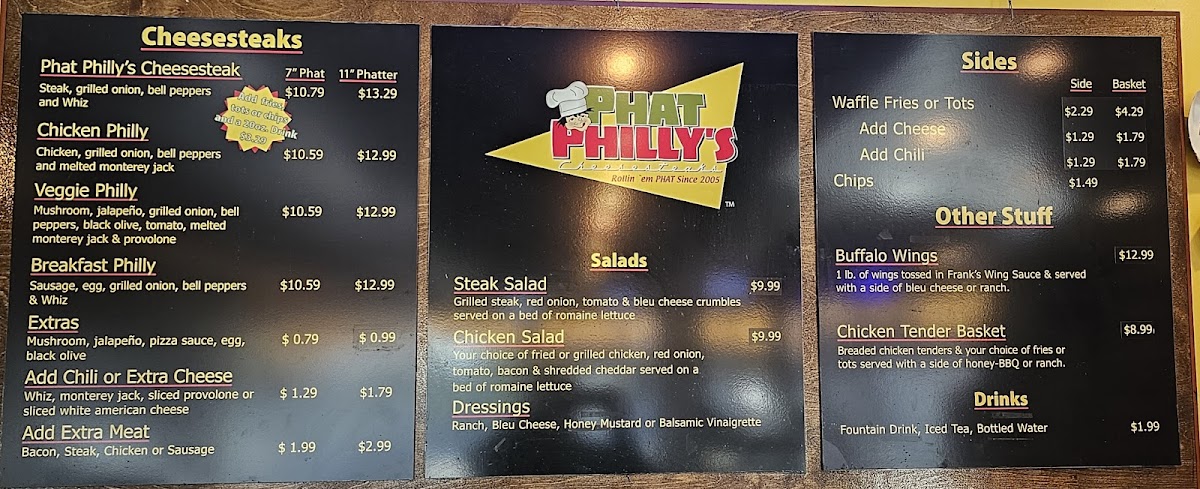 Cheesesteaks
7" Phat 11" Phatter
Phat Philly's Cheesesteak $10.79 $13.29
Steak, grilled onion, bell peppers
and Whiz
Add fries
tots or chips
and a 20oz. Drink
$3.29
Chicken Philly
Chicken, grilled onion, bell peppers $10.59 $12.99
and melted monterey jack
Veggie Philly
Mushroom, jalapeño, grilled onion, bell $10.59 $12.99
peppers, black olive, tomato, melted
monterey jack & provolone
Breakfast Philly
Sausage, egg, grilled onion, bell peppers $10.59 $12.99
& Whiz
Extras
Mushroom, jalapeño, pizza sauce, egg, $ 0.79 $ 0.99
black olive
Add Chili or Extra Cheese
Whiz, monterey jack, sliced provolone or $ 1.29 $1.79
sliced white american cheese
Add Extra Meat
Bacon, Steak, Chicken or Sausage $ 1.99 $2.99
PHAT
PHILLY'S
Cheesesteaks
Rollin 'em PHAT Since 2005
TM
Salads
Steak Salad $9.99
Grilled steak, red onion, tomato & bleu cheese crumbles
served on a bed of romaine lettuce
Chicken Salad $9.99
Your choice of fried or grilled chicken, red onion,
tomato, bacon & shredded cheddar served on a
bed of romaine lettuce
Dressings
Ranch, Bleu Cheese, Honey Mustard or Balsamic Vinaigrette
Sides
Side Basket
Waffle Fries or Tots $2.29 $4.29
Add Cheese $1.29 $1.79
Add Chili $1.29 $1.79
Chips $1.49
Other Stuff
Buffalo Wings $12.99
1 lb. of wings tossed in Frank's Wing Sauce & served
with a side of bleu cheese or ranch.
Chicken Tender Basket $8.99
Breaded chicken tenders & your choice of fries or
tots served with a side of honey-BBQ or ranch.
Drinks
Fountain Drink, Iced Tea, Bottled Water $1.99